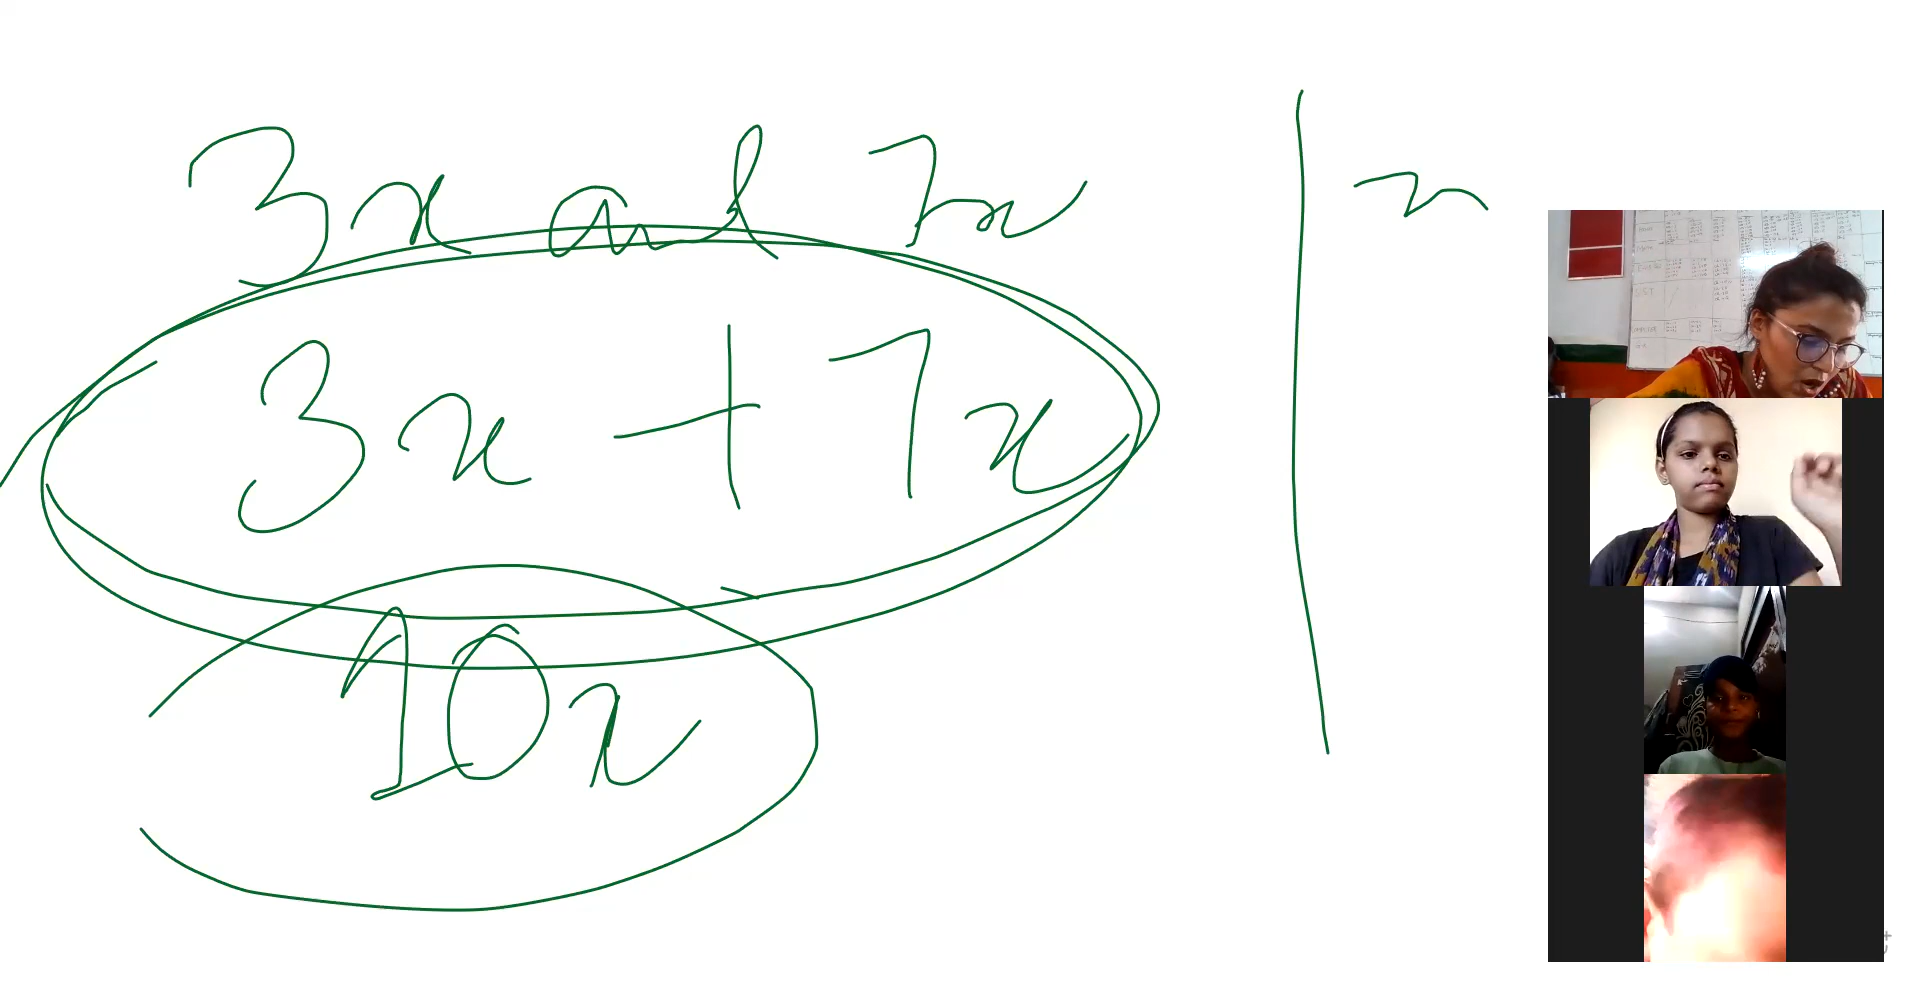 3x and 7x
3x + 7x
10x